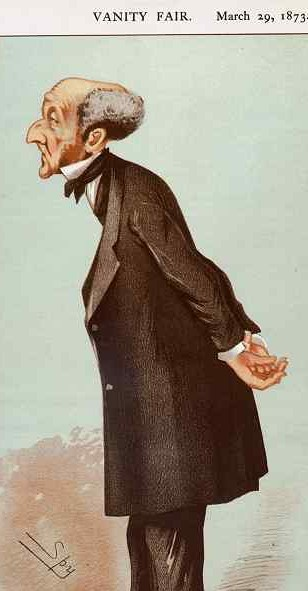 VANITY FAIR. March 29, 1873.
Spy